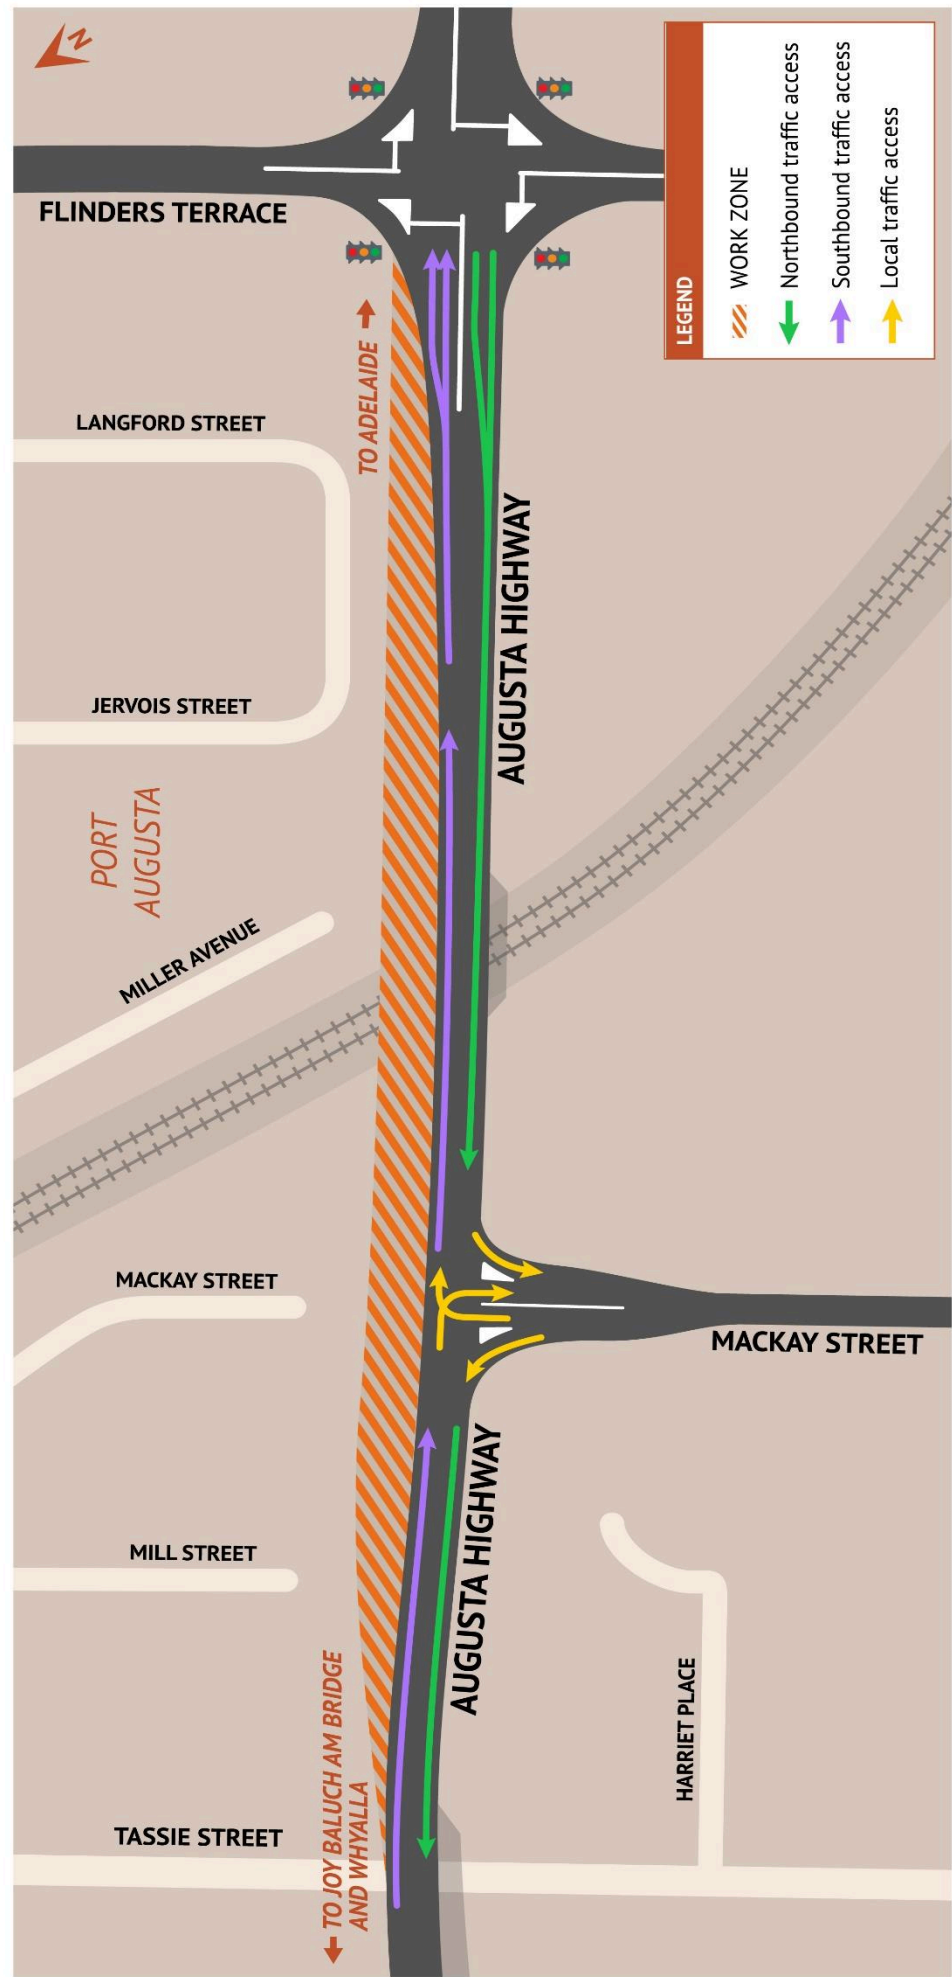 N
FLINDERS TERRACE
LEGEND
WORK ZONE
Northbound traffic access
Southbound traffic access
Local traffic access
TO ADELAIDE
LANGFORD STREET
AUGUSTA HIGHWAY
JERVOIS STREET
PORT
AUGUSTA
MILLER AVENUE
MACKAY STREET
MACKAY STREET
AUGUSTA HIGHWAY
MILL STREET
HARRIET PLACE
TO JOY BALUCH AM BRIDGE
AND WHYALLA
TASSIE STREET